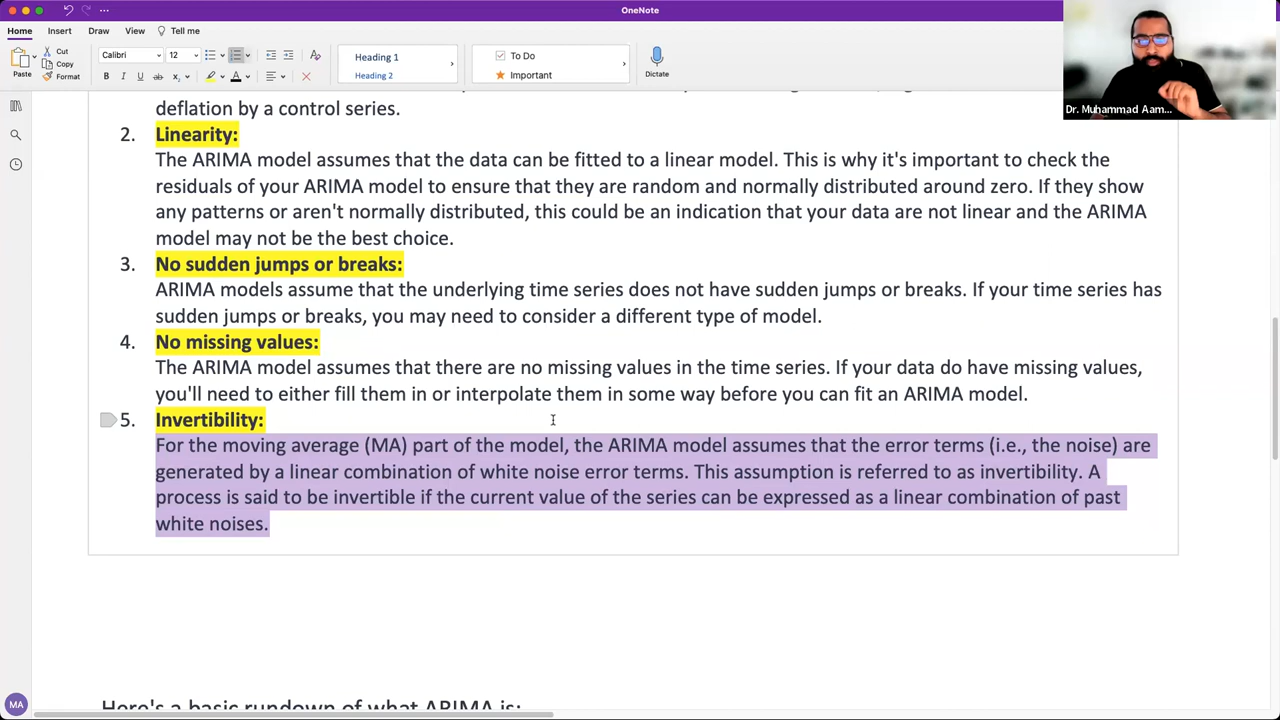 OneNote
Home Insert Draw View Tell me
Paste
Cut
Copy
Format
Calibri 12
B I U ab x A
Heading 1
Heading 2
To Do
Important
Dictate
Dr. Muhammad Aam...
deflation by a control series.
2. Linearity:
The ARIMA model assumes that the data can be fitted to a linear model. This is why it's important to check the
residuals of your ARIMA model to ensure that they are random and normally distributed around zero. If they show
any patterns or aren't normally distributed, this could be an indication that your data are not linear and the ARIMA
model may not be the best choice.
3. No sudden jumps or breaks:
ARIMA models assume that the underlying time series does not have sudden jumps or breaks. If your time series has
sudden jumps or breaks, you may need to consider a different type of model.
4. No missing values:
The ARIMA model assumes that there are no missing values in the time series. If your data do have missing values,
you'll need to either fill them in or interpolate them in some way before you can fit an ARIMA model.
5. Invertibility:
For the moving average (MA) part of the model, the ARIMA model assumes that the error terms (i.e., the noise) are
generated by a linear combination of white noise error terms. This assumption is referred to as invertibility. A
process is said to be invertible if the current value of the series can be expressed as a linear combination of past
white noises.
Here's a basic rundown of what ARIMA is:
MA